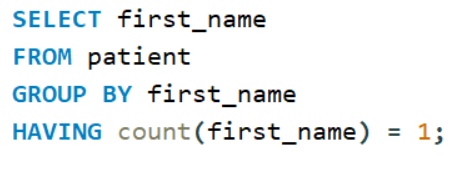 SELECT first_name
FROM patient
GROUP BY first_name
HAVING count(first_name) = 1;